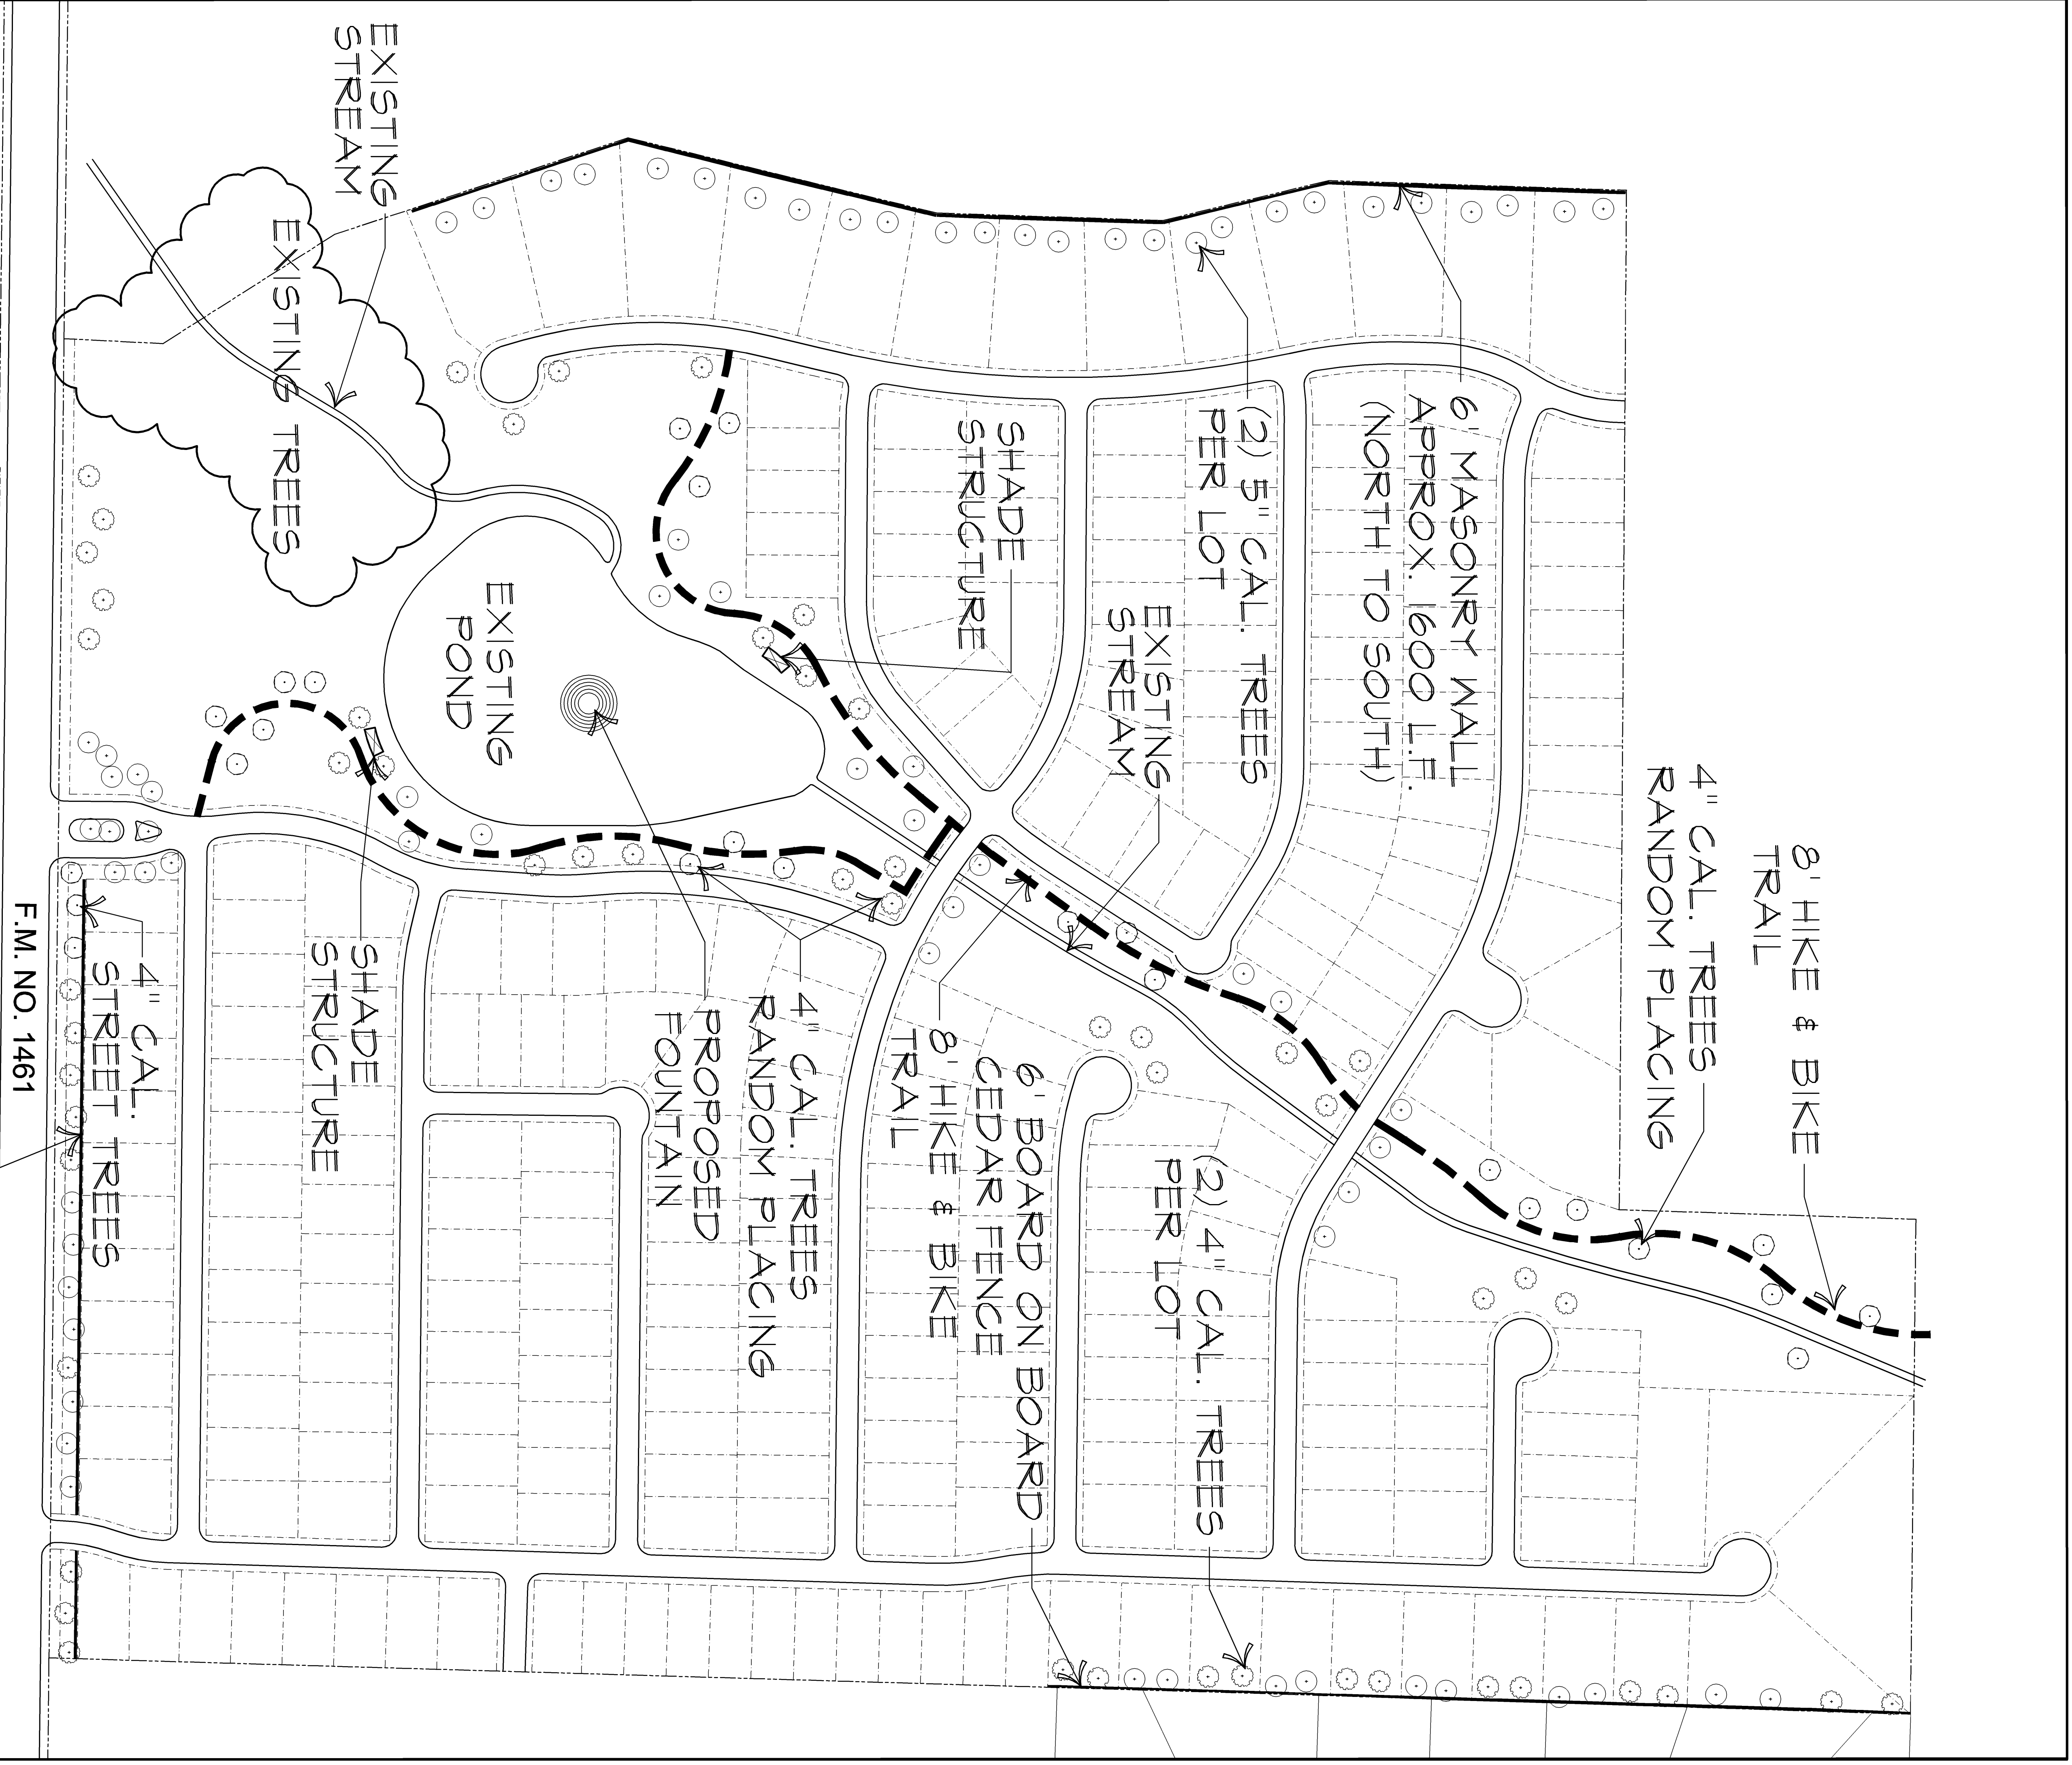 8' HIKE & BIKE
TRAIL
4" CAL. TREES
RANDOM PLACING
6' MASONRY WALL
APPROX. 1600 L.F.
(NORTH TO SOUTH)
(2) 5" CAL. TREES
PER LOT
EXISTING
STREAM
SHADE
STRUCTURE
(2) 4" CAL. TREES
PER LOT
6' BOARD ON BOARD
CEDAR FENCE
8' HIKE & BIKE
TRAIL
4" CAL. TREES
RANDOM PLACING
PROPOSED
FOUNTAIN
EXISTING
POND
EXISTING
STREAM
EXISTING TREES
SHADE
STRUCTURE
4" CAL.
STREET TREES
F.M. NO. 1461